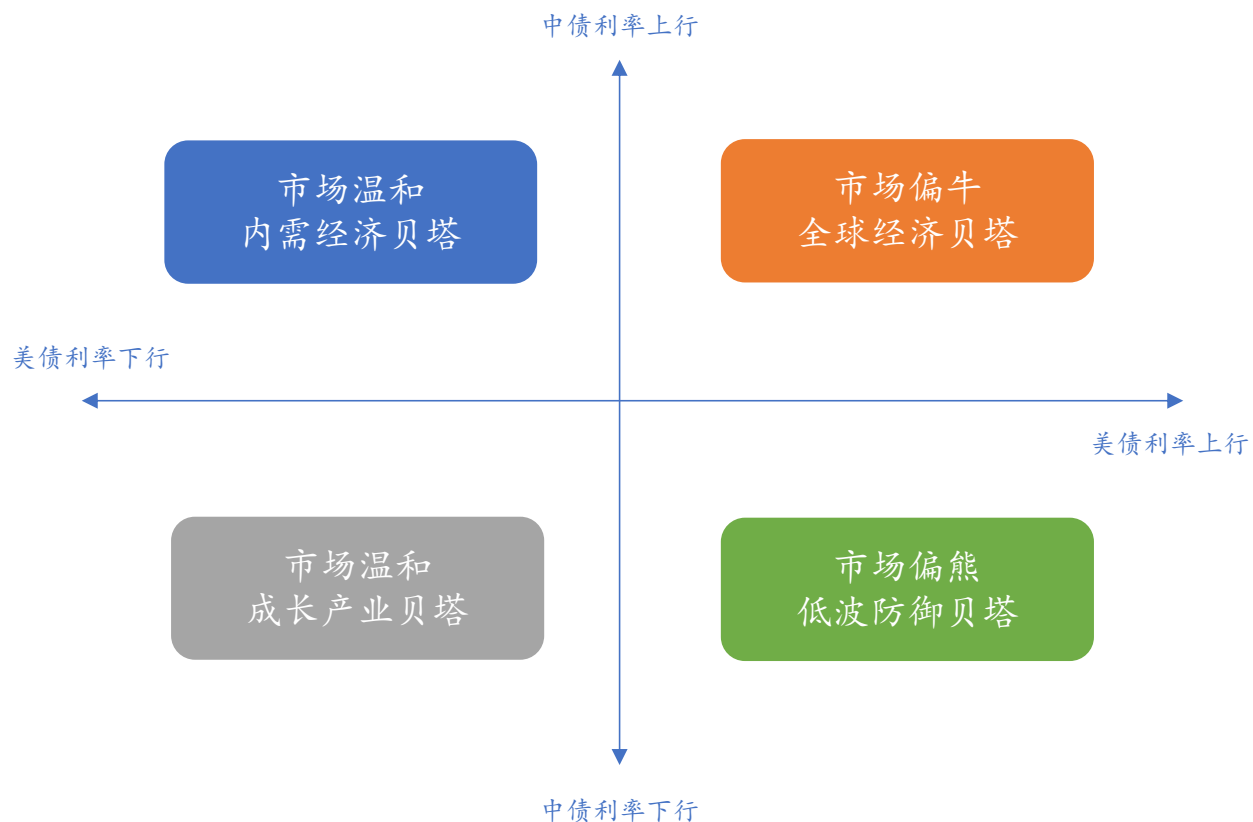 中债利率上行
市场温和
内需经济贝塔
市场偏牛
全球经济贝塔
美债利率下行
美债利率上行
市场温和
成长产业贝塔
市场偏熊
低波防御贝塔
中债利率下行